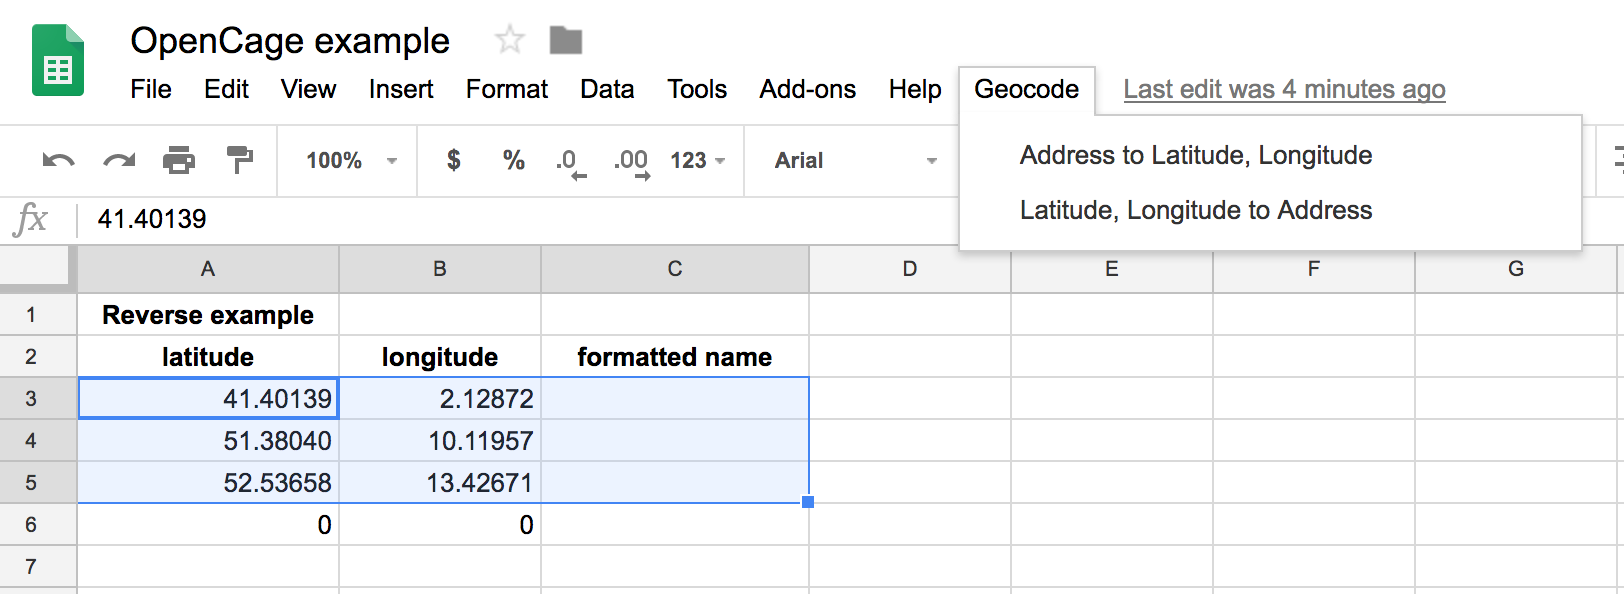 OpenCage example
File Edit View Insert Format Data Tools Add-ons Help Geocode Last edit was 4 minutes ago
100% $ % .0 .00 123 Arial
Address to Latitude, Longitude
Latitude, Longitude to Address
fx 41.40139
A B C D E F G
1 Reverse example
2 latitude longitude formatted name
3 41.40139 2.12872
4 51.38040 10.11957
5 52.53658 13.42671
6 0 0
7